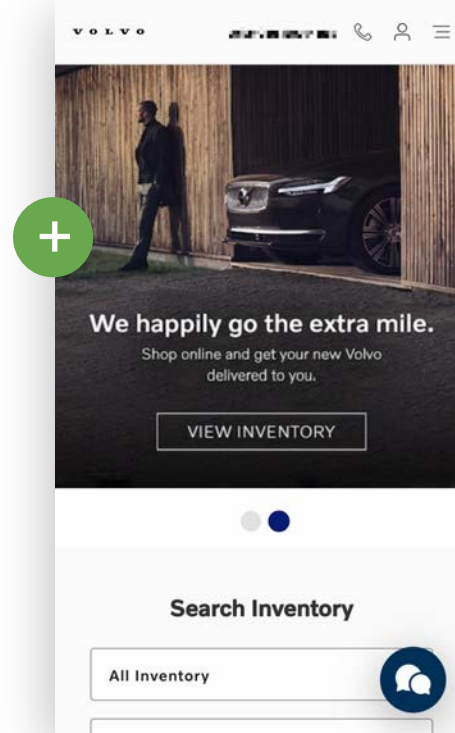 VOLVO
We happily go the extra mile.
Shop online and get your new Volvo
delivered to you.
VIEW INVENTORY
Search Inventory
All Inventory